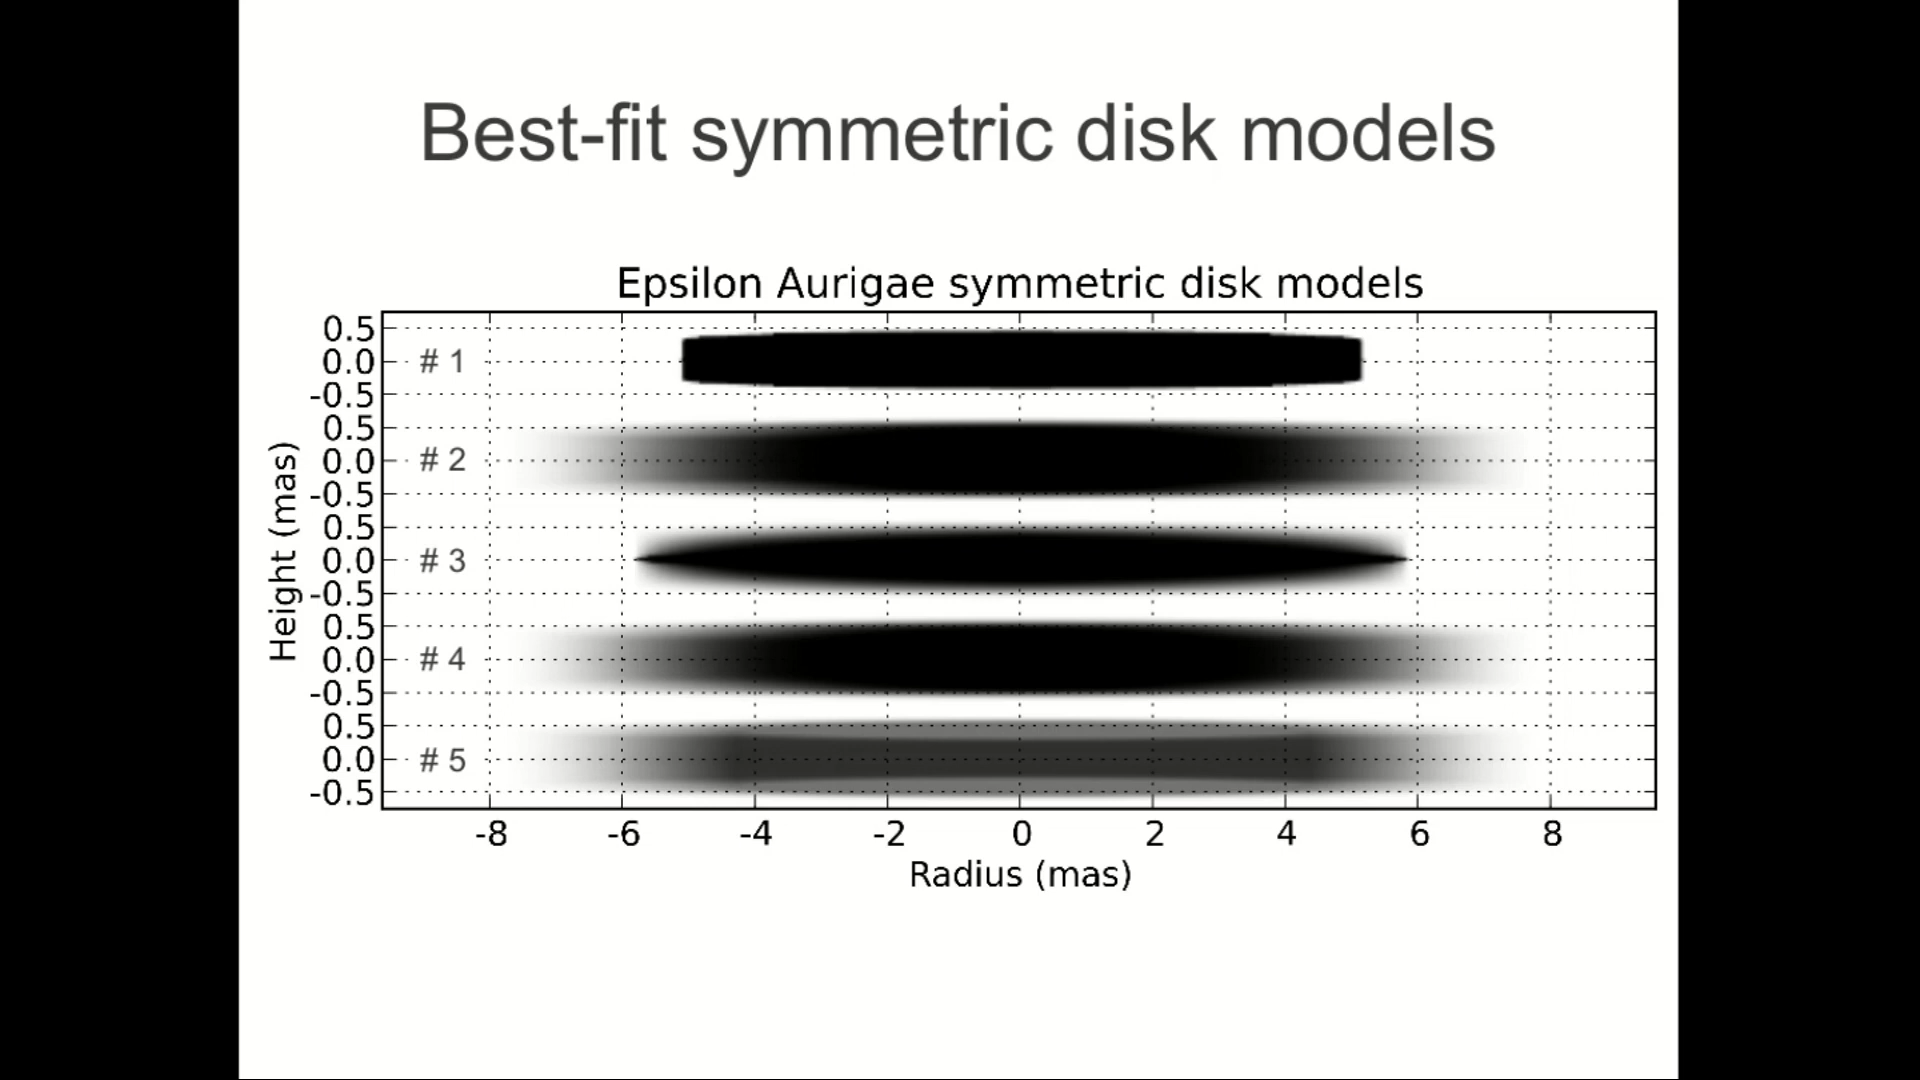 Best-fit symmetric disk models
Epsilon Aurigae symmetric disk models
Height (mas)
0.5
0.0 # 1
-0.5
0.5
0.0 # 2
-0.5
0.5
0.0 # 3
-0.5
0.5
0.0 # 4
-0.5
0.5
0.0 # 5
-0.5
-8 -6 -4 -2 0 2 4 6 8
Radius (mas)